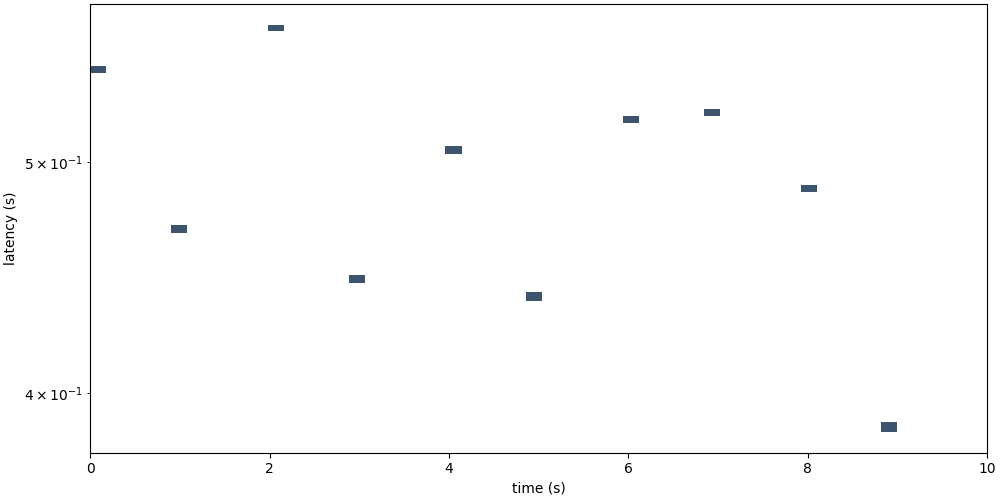 latency (s)
5 × 10⁻¹
4 × 10⁻¹
0 2 4 6 8 10
time (s)